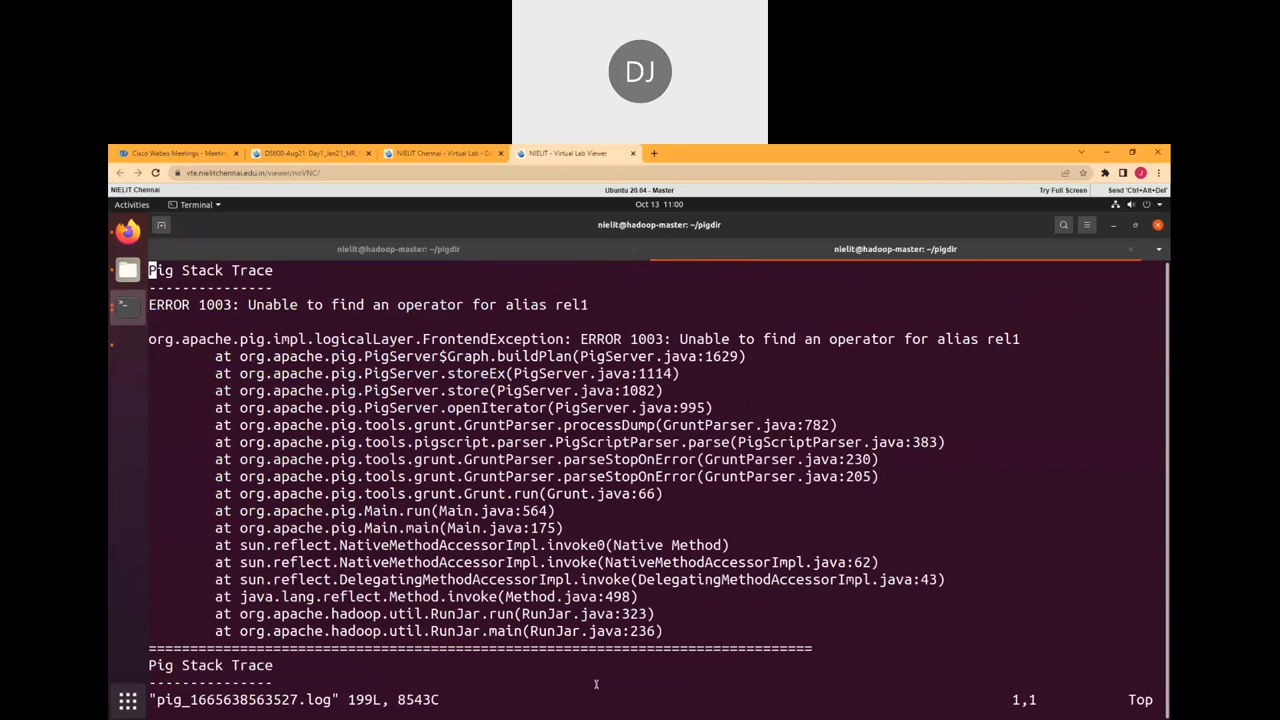 DJ
Cisco Webex Meetings - Meetin
DS600-Aug21: Day1_Jan21_MR_
NIELIT Chennai - Virtual Lab - D
NIELIT - Virtual Lab Viewer
vte.nielitchennai.edu.in/viewer/noVNC/
NIELIT Chennai Ubuntu 20.04 - Master Try Full Screen Send 'Ctrl+Alt+Del'
Activities Terminal Oct 13 11:00
nielit@hadoop-master: ~/pigdir
nielit@hadoop-master: ~/pigdir nielit@hadoop-master: ~/pigdir
Pig Stack Trace
---------------
ERROR 1003: Unable to find an operator for alias rel1
org.apache.pig.impl.logicalLayer.FrontendException: ERROR 1003: Unable to find an operator for alias rel1
at org.apache.pig.PigServer$Graph.buildPlan(PigServer.java:1629)
at org.apache.pig.PigServer.storeEx(PigServer.java:1114)
at org.apache.pig.PigServer.store(PigServer.java:1082)
at org.apache.pig.PigServer.openIterator(PigServer.java:995)
at org.apache.pig.tools.grunt.GruntParser.processDump(GruntParser.java:782)
at org.apache.pig.tools.pigscript.parser.PigScriptParser.parse(PigScriptParser.java:383)
at org.apache.pig.tools.grunt.GruntParser.parseStopOnError(GruntParser.java:230)
at org.apache.pig.tools.grunt.GruntParser.parseStopOnError(GruntParser.java:205)
at org.apache.pig.tools.grunt.Grunt.run(Grunt.java:66)
at org.apache.pig.Main.run(Main.java:564)
at org.apache.pig.Main.main(Main.java:175)
at sun.reflect.NativeMethodAccessorImpl.invoke0(Native Method)
at sun.reflect.NativeMethodAccessorImpl.invoke(NativeMethodAccessorImpl.java:62)
at sun.reflect.DelegatingMethodAccessorImpl.invoke(DelegatingMethodAccessorImpl.java:43)
at java.lang.reflect.Method.invoke(Method.java:498)
at org.apache.hadoop.util.RunJar.run(RunJar.java:323)
at org.apache.hadoop.util.RunJar.main(RunJar.java:236)
================================================================================
Pig Stack Trace
---------------
"pig_1665638563527.log" 199L, 8543C 1,1 Top